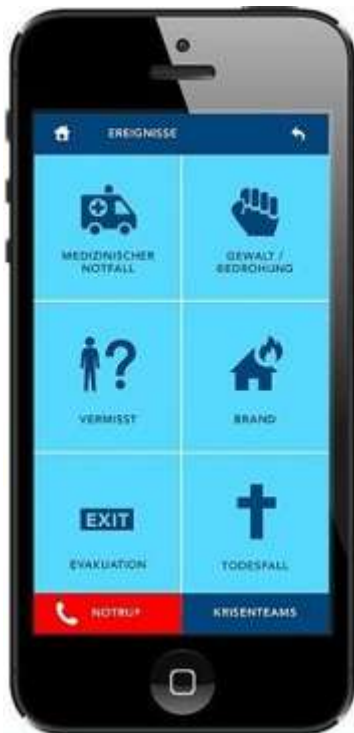 EREIGNISSE
MEDIZINISCHER
NOTFALL
GEWALT /
BEDROHUNG
?
VERMISST
BRAND
EXIT
EVAKUATION
TODESFALL
NOTRUF
KRISENTEAMS